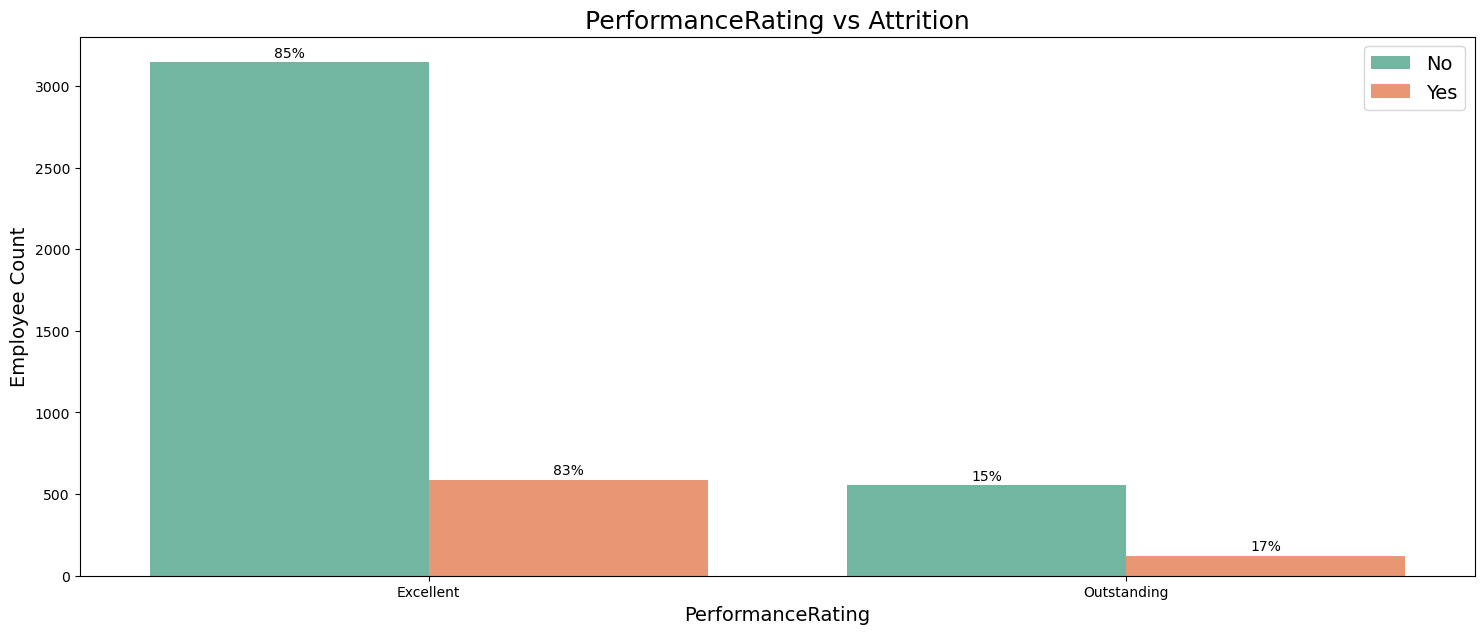 PerformanceRating vs Attrition
No
Yes
85%
83%
15%
17%
3000
2500
2000
1500
1000
500
0
Employee Count
Excellent
Outstanding
PerformanceRating